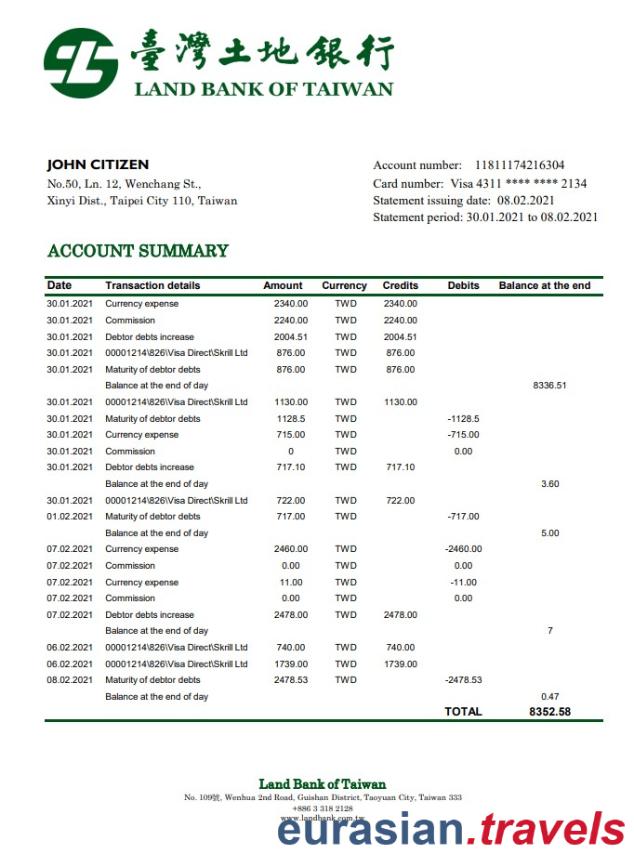 臺灣土地銀行
LAND BANK OF TAIWAN
JOHN CITIZEN
No.50, Ln. 12, Wenchang St.,
Xinyi Dist., Taipei City 110, Taiwan
Account number: 11811174216304
Card number: Visa 4311 **** **** 2134
Statement issuing date: 08.02.2021
Statement period: 30.01.2021 to 08.02.2021
ACCOUNT SUMMARY
Date Transaction details Amount Currency Credits Debits Balance at the end
30.01.2021 Currency expense 2340.00 TWD 2340.00
30.01.2021 Commission 2240.00 TWD 2240.00
30.01.2021 Debtor debts increase 2004.51 TWD 2004.51
30.01.2021 00001214\826\Visa Direct\Skrill Ltd 876.00 TWD 876.00
30.01.2021 Maturity of debtor debts 876.00 TWD 876.00
Balance at the end of day 8336.51
30.01.2021 00001214\826\Visa Direct\Skrill Ltd 1130.00 TWD 1130.00
30.01.2021 Maturity of debtor debts 1128.5 TWD -1128.5
30.01.2021 Currency expense 715.00 TWD -715.00
30.01.2021 Commission 0 TWD 0.00
30.01.2021 Debtor debts increase 717.10 TWD 717.10
Balance at the end of day 3.60
30.01.2021 00001214\826\Visa Direct\Skrill Ltd 722.00 TWD 722.00
01.02.2021 Maturity of debtor debts 717.00 TWD -717.00
Balance at the end of day 5.00
07.02.2021 Currency expense 2460.00 TWD -2460.00
07.02.2021 Commission 0.00 TWD 0.00
07.02.2021 Currency expense 11.00 TWD -11.00
07.02.2021 Commission 0.00 TWD 0.00
07.02.2021 Debtor debts increase 2478.00 TWD 2478.00
Balance at the end of day 7
06.02.2021 00001214\826\Visa Direct\Skrill Ltd 740.00 TWD 740.00
06.02.2021 00001214\826\Visa Direct\Skrill Ltd 1739.00 TWD 1739.00
08.02.2021 Maturity of debtor debts 2478.53 TWD -2478.53
Balance at the end of day 0.47
TOTAL 8352.58
Land Bank of Taiwan
No. 109號, Wenhua 2nd Road, Guishan District, Taoyuan City, Taiwan 333
+886 3 318 2128
www.landbank.com.tw
eurasian.travels